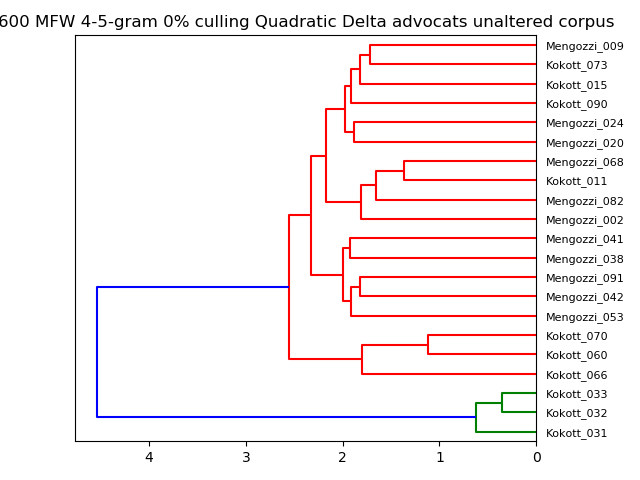 600 MFW 4-5-gram 0% culling Quadratic Delta advocats unaltered corpus
Mengozzi_009
Kokott_073
Kokott_015
Kokott_090
Mengozzi_024
Mengozzi_020
Mengozzi_068
Kokott_011
Mengozzi_082
Mengozzi_002
Mengozzi_041
Mengozzi_038
Mengozzi_091
Mengozzi_042
Mengozzi_053
Kokott_070
Kokott_060
Kokott_066
Kokott_033
Kokott_032
Kokott_031
4 3 2 1 0